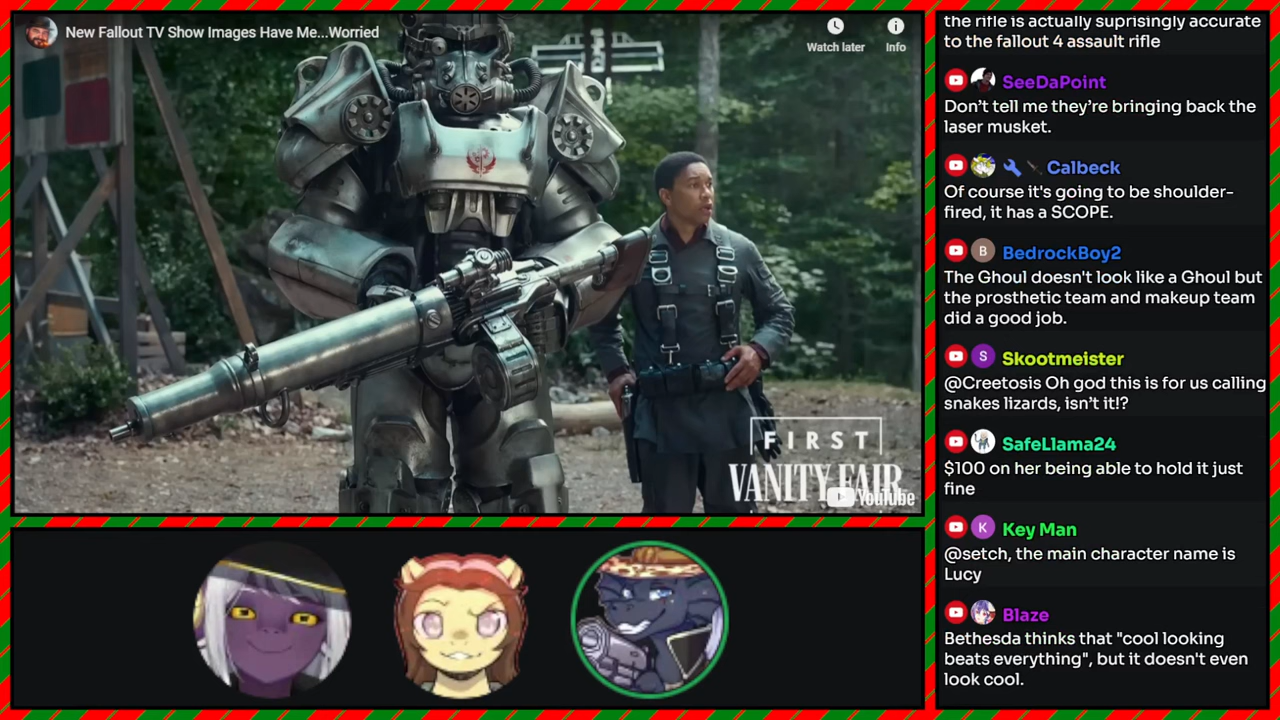 New Fallout TV Show Images Have Me...Worried
Watch later
Info
FIRST
VANITY FAIR
YouTube
the rifle is actually suprisingly accurate
to the fallout 4 assault rifle
SeeDaPoint
Don't tell me they're bringing back the
laser musket.
Calbeck
Of course it's going to be shoulder-
fired, it has a SCOPE.
B
BedrockBoy2
The Ghoul doesn't look like a Ghoul but
the prosthetic team and makeup team
did a good job.
S
Skootmeister
@Creetosis Oh god this is for us calling
snakes lizards, isn't it!?
SafeLlama24
$100 on her being able to hold it just
fine
K
Key Man
@setch, the main character name is
Lucy
Blaze
Bethesda thinks that "cool looking
beats everything", but it doesn't even
look cool.